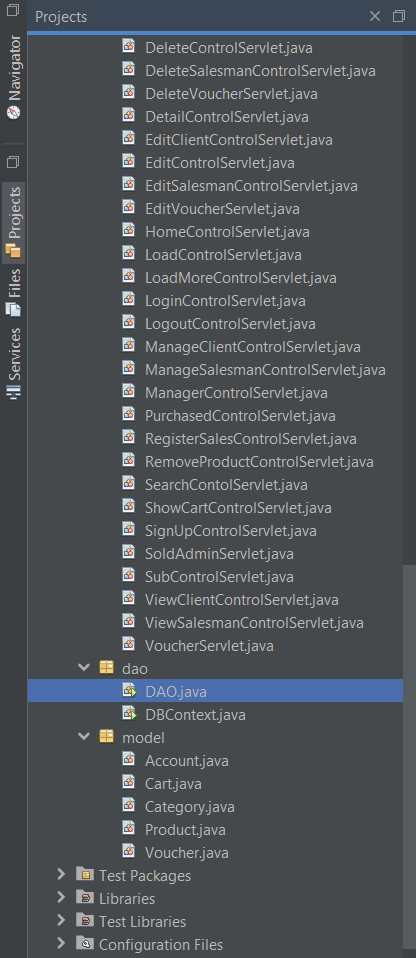 Projects
DeleteControlServlet.java
DeleteSalesmanControlServlet.java
DeleteVoucherServlet.java
DetailControlServlet.java
EditClientControlServlet.java
EditControlServlet.java
EditSalesmanControlServlet.java
EditVoucherServlet.java
HomeControlServlet.java
LoadControlServlet.java
LoadMoreControlServlet.java
LoginControlServlet.java
LogoutControlServlet.java
ManageClientControlServlet.java
ManageSalesmanControlServlet.java
ManagerControlServlet.java
PurchasedControlServlet.java
RegisterSalesControlServlet.java
RemoveProductControlServlet.java
SearchContolServlet.java
ShowCartControlServlet.java
SignUpControlServlet.java
SoldAdminServlet.java
SubControlServlet.java
ViewClientControlServlet.java
ViewSalesmanControlServlet.java
VoucherServlet.java
dao
DAO.java
DBContext.java
model
Account.java
Cart.java
Category.java
Product.java
Voucher.java
Test Packages
Libraries
Test Libraries
Configuration Files
Navigator
Projects
Files
Services